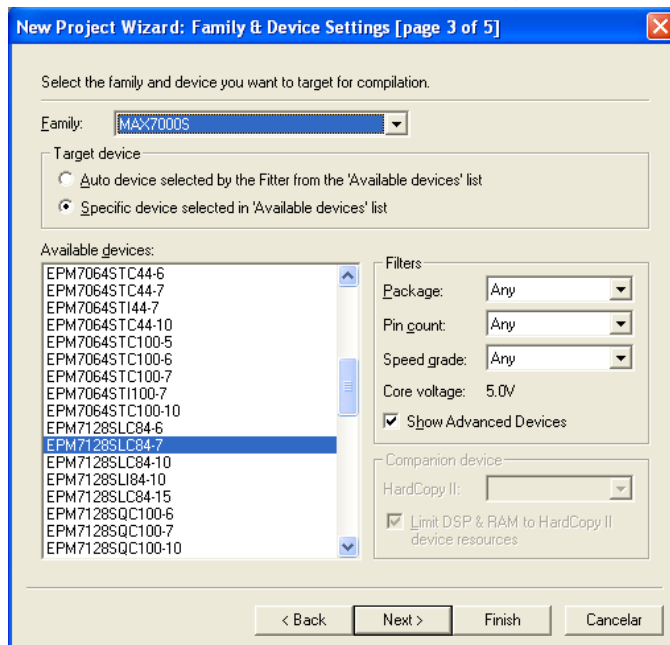 New Project Wizard: Family & Device Settings [page 3 of 5]
Select the family and device you want to target for compilation.
Family: MAX7000S
Target device
Auto device selected by the Fitter from the 'Available devices' list
Specific device selected in 'Available devices' list
Available devices:
EPM7064STC44-6
EPM7064STC44-7
EPM7064STI44-7
EPM7064STC44-10
EPM7064STC100-5
EPM7064STC100-6
EPM7064STC100-7
EPM7064STI100-7
EPM7064STC100-10
EPM7128SLC84-6
EPM7128SLC84-7
EPM7128SLC84-10
EPM7128SLI84-10
EPM7128SLC84-15
EPM7128SQC100-6
EPM7128SQC100-7
EPM7128SQC100-10
Filters
Package: Any
Pin count: Any
Speed grade: Any
Core voltage: 5.0V
Show Advanced Devices
Companion device
HardCopy II:
Limit DSP & RAM to HardCopy II
device resources
< Back Next > Finish Cancelar